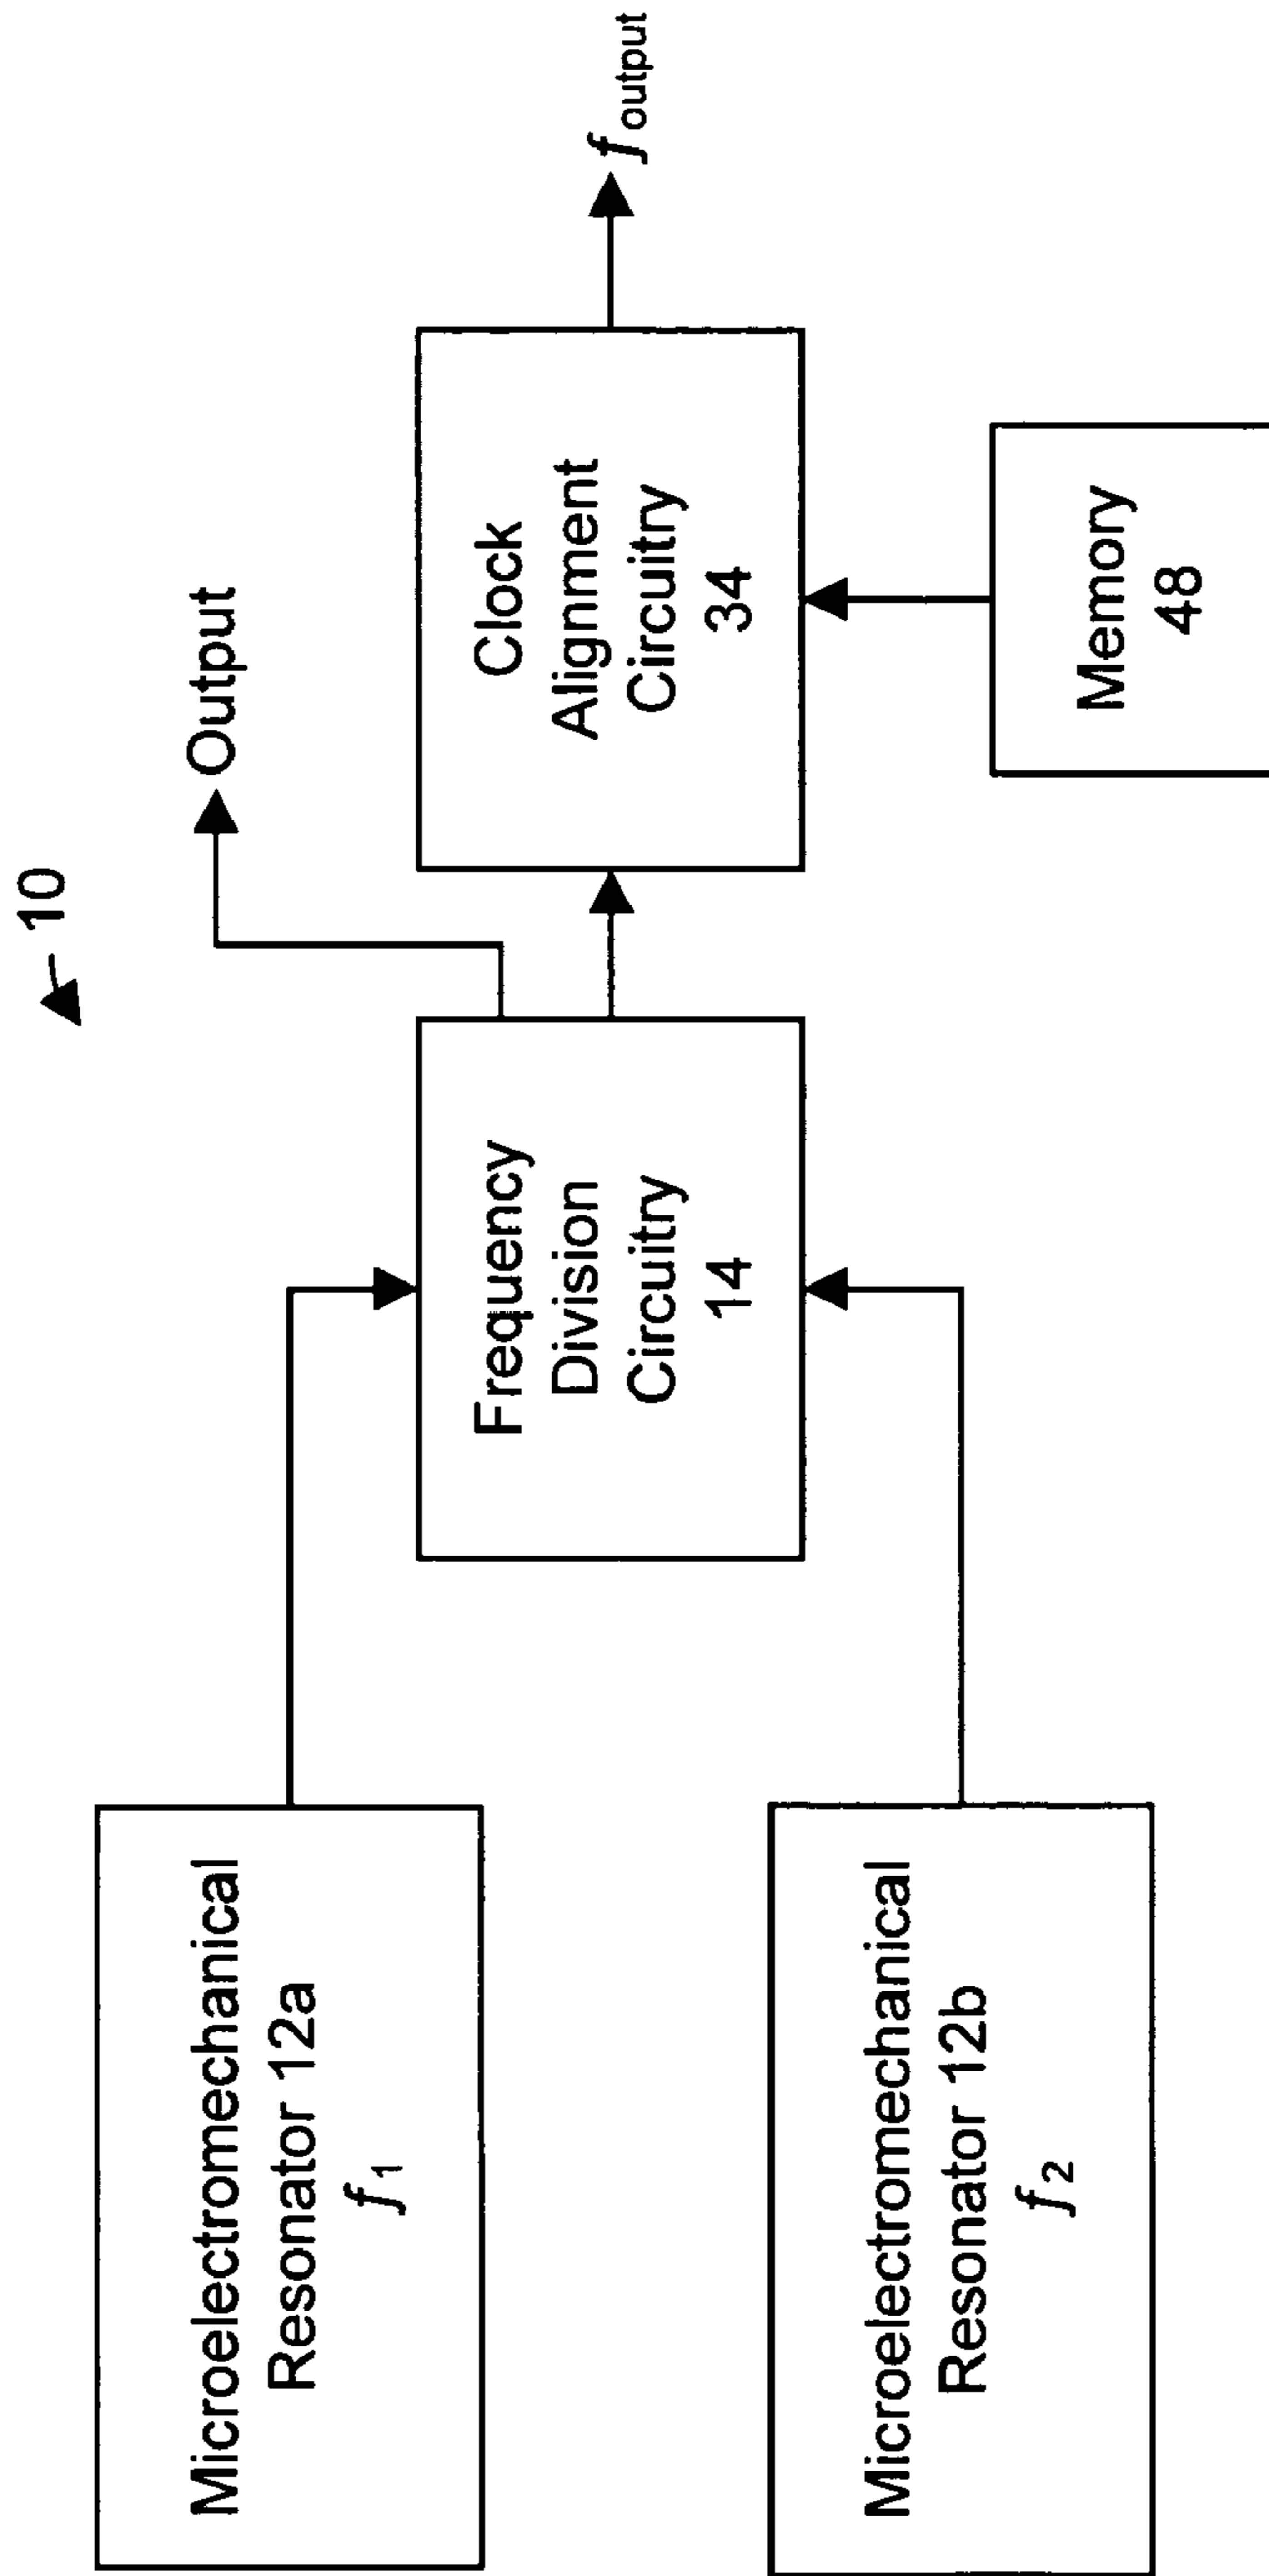 10
Microelectromechanical
Resonator 12a
f1
Microelectromechanical
Resonator 12b
f2
Frequency
Division
Circuitry
14
Output
Clock
Alignment
Circuitry
34
Memory
48
foutput